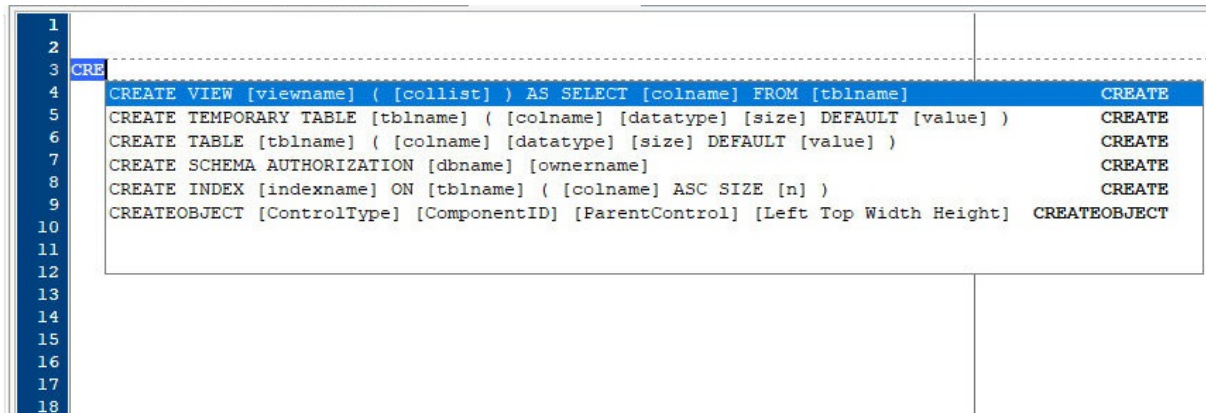 1
2
3 CRE
4 CREATE VIEW [viewname] ( [collist] ) AS SELECT [colname] FROM [tblname] CREATE
5 CREATE TEMPORARY TABLE [tblname] ( [colname] [datatype] [size] DEFAULT [value] ) CREATE
6 CREATE TABLE [tblname] ( [colname] [datatype] [size] DEFAULT [value] ) CREATE
7 CREATE SCHEMA AUTHORIZATION [dbname] [ownername] CREATE
8 CREATE INDEX [indexname] ON [tblname] ( [colname] ASC SIZE [n] ) CREATE
9 CREATEOBJECT [ControlType] [ComponentID] [ParentControl] [Left Top Width Height] CREATEOBJECT
10
11
12
13
14
15
16
17
18